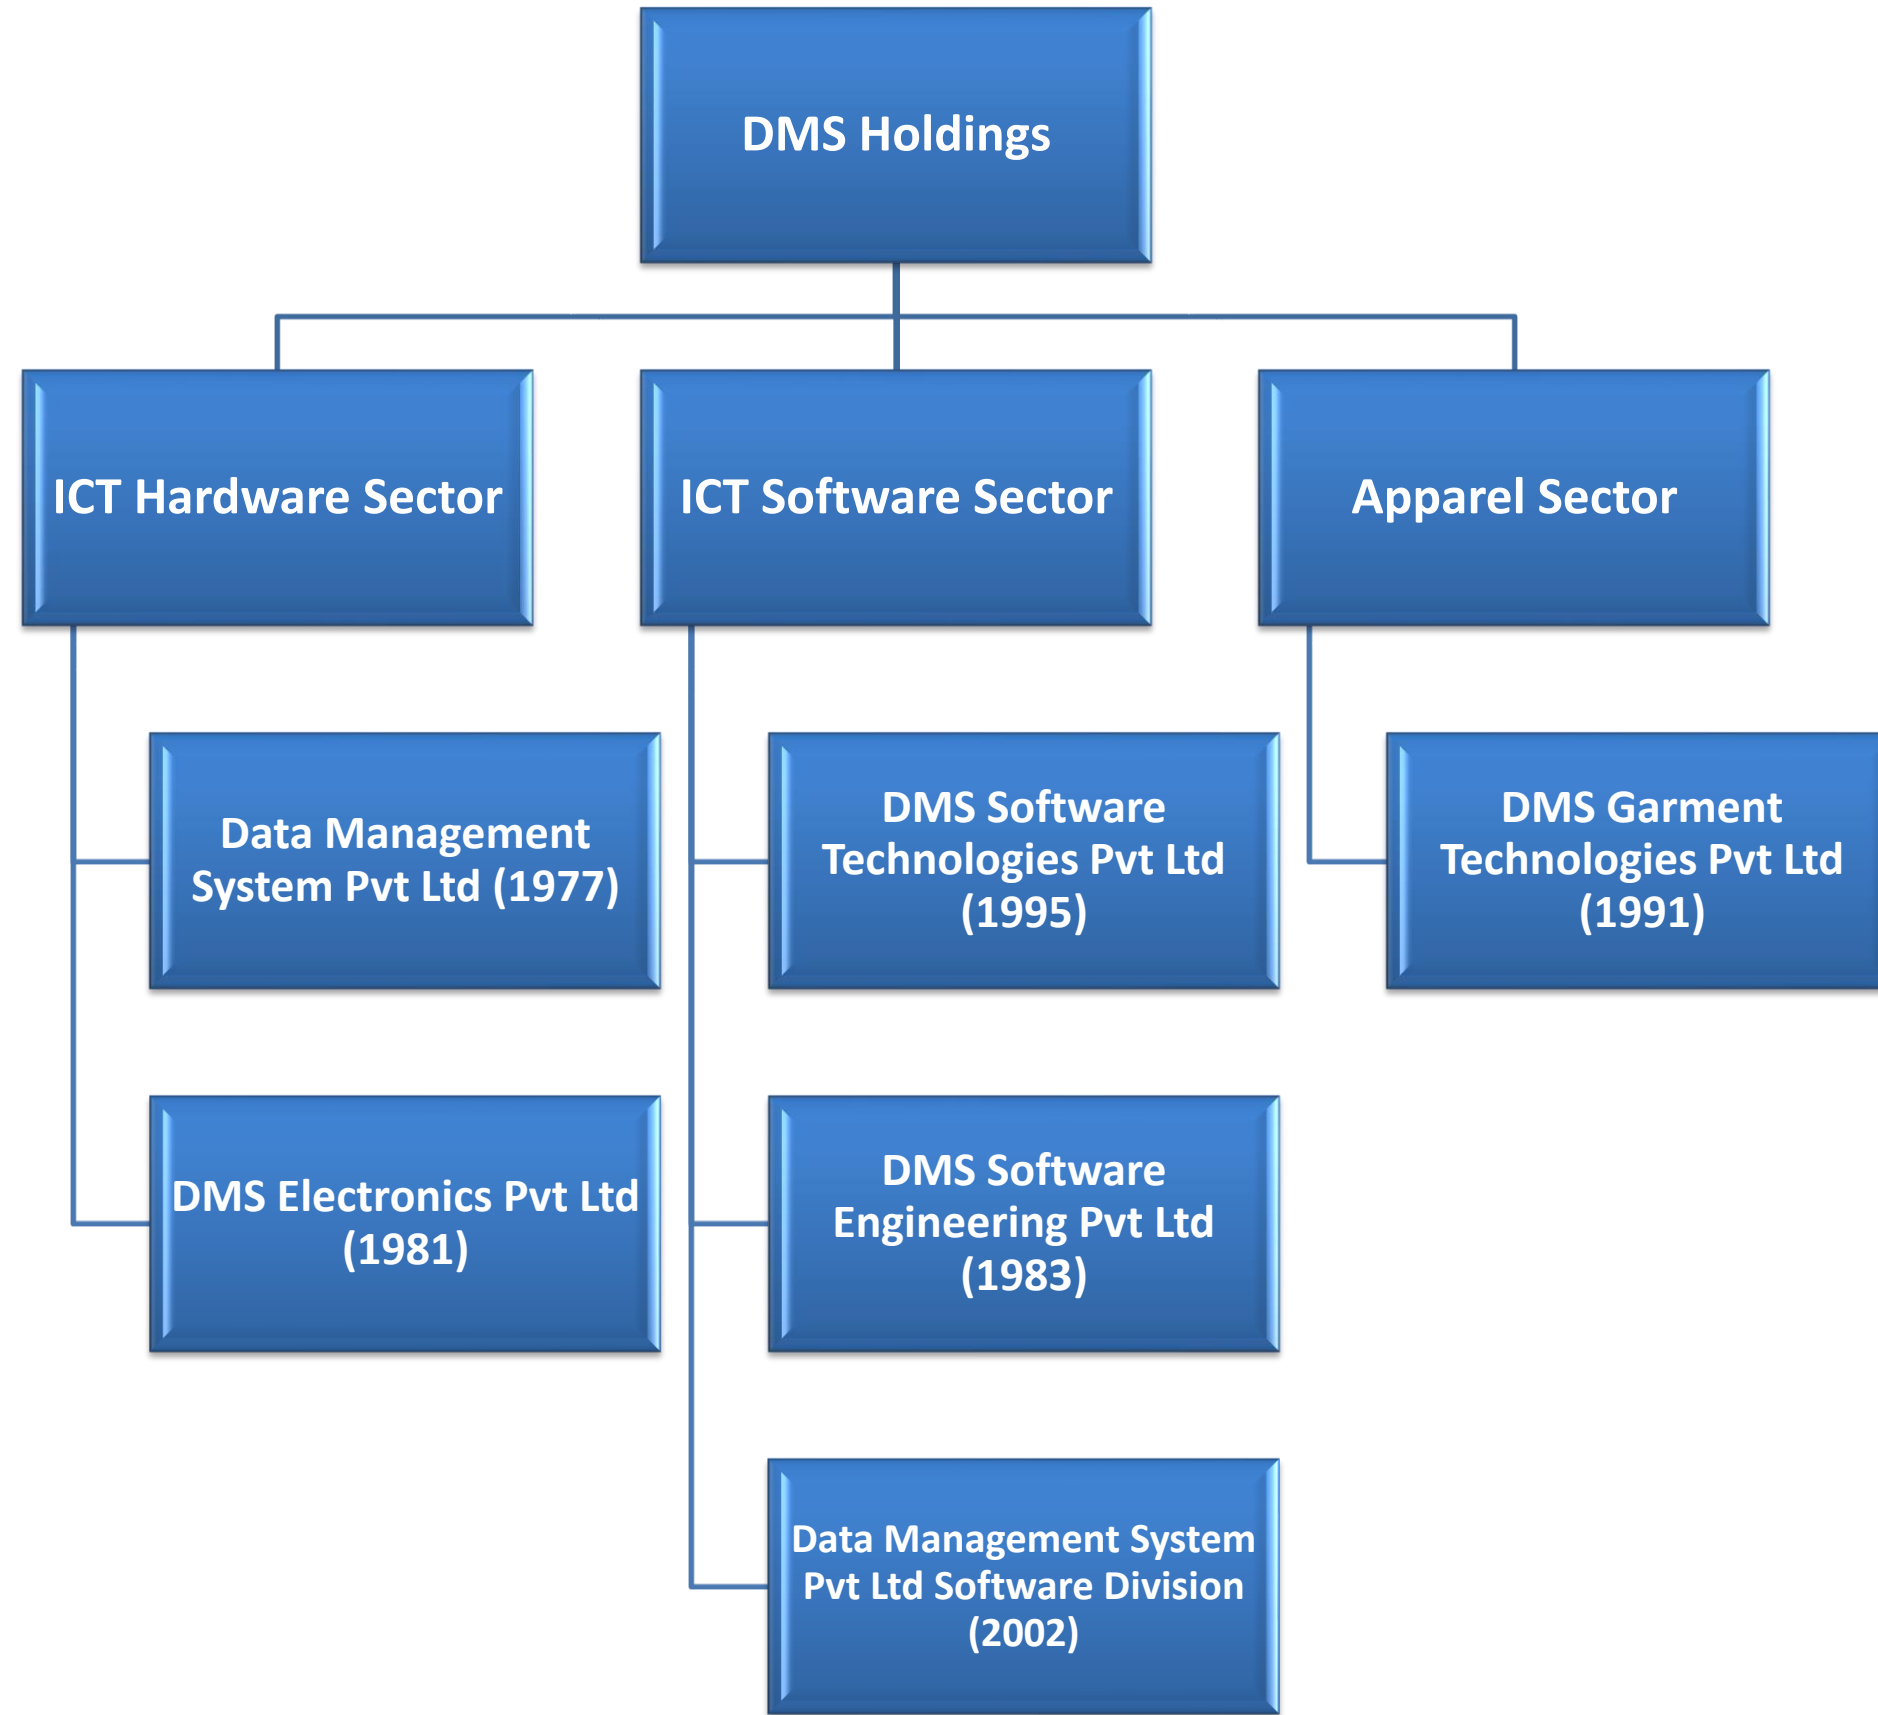 DMS Holdings
ICT Hardware Sector
ICT Software Sector
Apparel Sector
Data Management
System Pvt Ltd (1977)
DMS Software
Technologies Pvt Ltd
(1995)
DMS Garment
Technologies Pvt Ltd
(1991)
DMS Electronics Pvt Ltd
(1981)
DMS Software
Engineering Pvt Ltd
(1983)
Data Management System
Pvt Ltd Software Division
(2002)